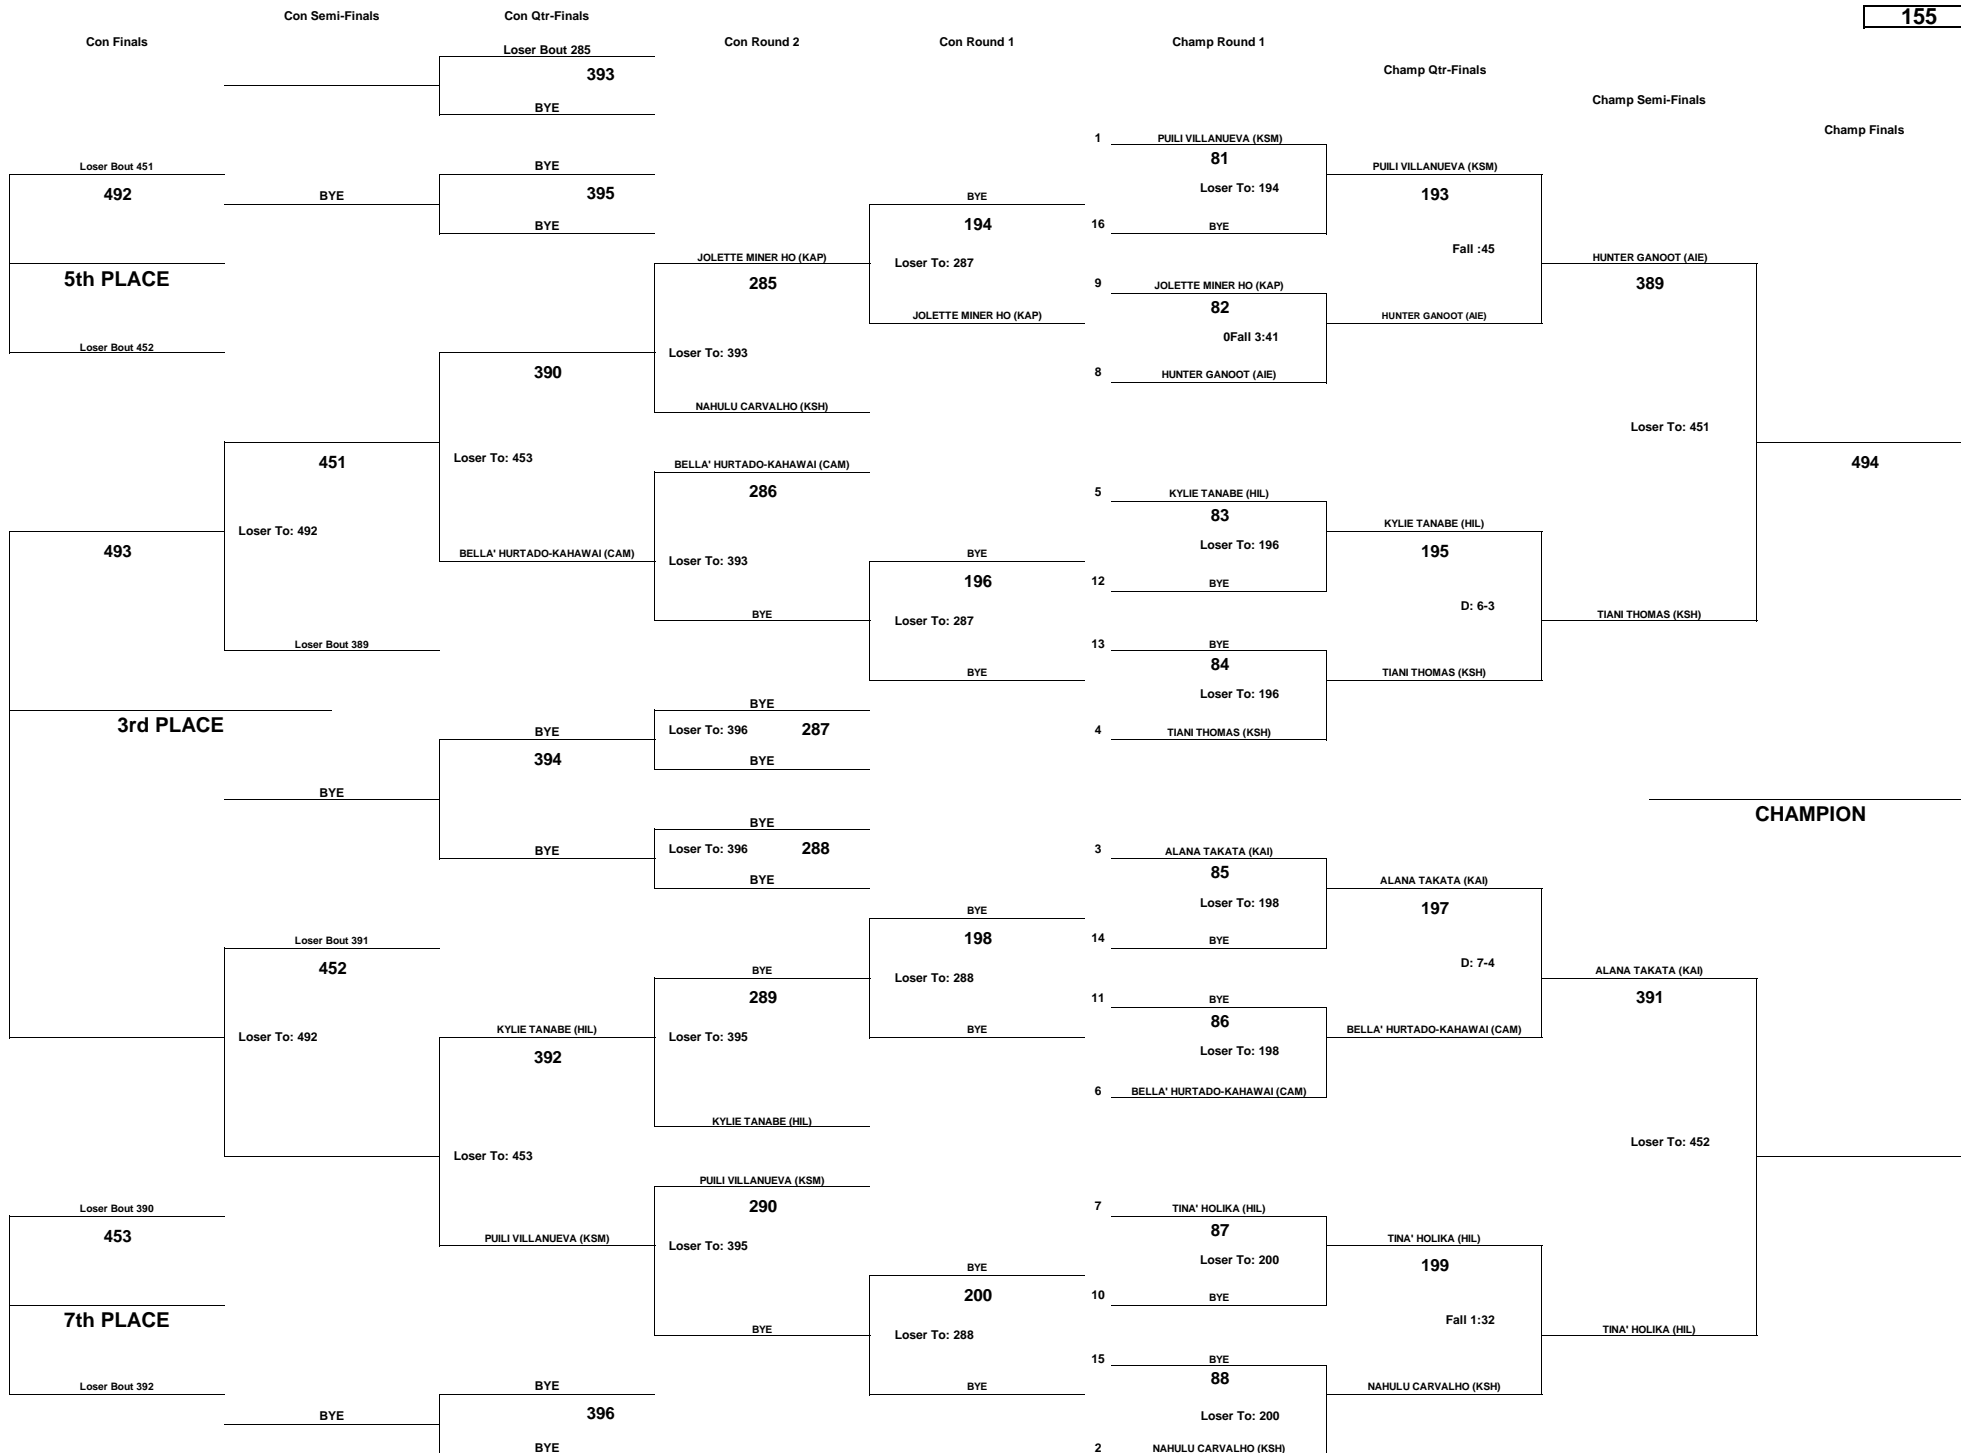 155
Con Semi-Finals
Con Qtr-Finals
Con Finals
Con Round 2
Con Round 1
Champ Round 1
Champ Qtr-Finals
Champ Semi-Finals
Champ Finals
Loser Bout 285
393
BYE
Loser Bout 451
492
5th PLACE
Loser Bout 452
BYE
BYE
395
BYE
390
Loser To: 453
BELLA' HURTADO-KAHAWAI (CAM)
451
Loser To: 492
Loser Bout 389
493
3rd PLACE
JOLETTE MINER HO (KAP)
285
Loser To: 393
NAHULU CARVALHO (KSH)
BELLA' HURTADO-KAHAWAI (CAM)
286
Loser To: 393
BYE
BYE
Loser To: 396 287
BYE
BYE
394
BYE
BYE
BYE
Loser To: 396 288
BYE
Loser Bout 391
452
Loser To: 492
KYLIE TANABE (HIL)
392
Loser To: 453
PUILI VILLANUEVA (KSM)
BYE
289
Loser To: 395
KYLIE TANABE (HIL)
PUILI VILLANUEVA (KSM)
290
Loser To: 395
BYE
Loser Bout 390
453
7th PLACE
Loser Bout 392
BYE
BYE
396
BYE
BYE
194
Loser To: 287
JOLETTE MINER HO (KAP)
BYE
196
Loser To: 287
BYE
BYE
198
Loser To: 288
BYE
BYE
200
Loser To: 288
BYE
1 PUILI VILLANUEVA (KSM)
81
Loser To: 194
16 BYE
9 JOLETTE MINER HO (KAP)
82
0Fall 3:41
8 HUNTER GANOOT (AIE)
5 KYLIE TANABE (HIL)
83
Loser To: 196
12 BYE
13 BYE
84
Loser To: 196
4 TIANI THOMAS (KSH)
3 ALANA TAKATA (KAI)
85
Loser To: 198
14 BYE
11 BYE
86
Loser To: 198
6 BELLA' HURTADO-KAHAWAI (CAM)
7 TINA' HOLIKA (HIL)
87
Loser To: 200
10 BYE
15 BYE
88
Loser To: 200
2 NAHULU CARVALHO (KSH)
PUILI VILLANUEVA (KSM)
193
Fall :45
HUNTER GANOOT (AIE)
KYLIE TANABE (HIL)
195
D: 6-3
TIANI THOMAS (KSH)
ALANA TAKATA (KAI)
197
D: 7-4
BELLA' HURTADO-KAHAWAI (CAM)
TINA' HOLIKA (HIL)
199
Fall 1:32
NAHULU CARVALHO (KSH)
HUNTER GANOOT (AIE)
389
Loser To: 451
TIANI THOMAS (KSH)
ALANA TAKATA (KAI)
391
Loser To: 452
TINA' HOLIKA (HIL)
494
CHAMPION